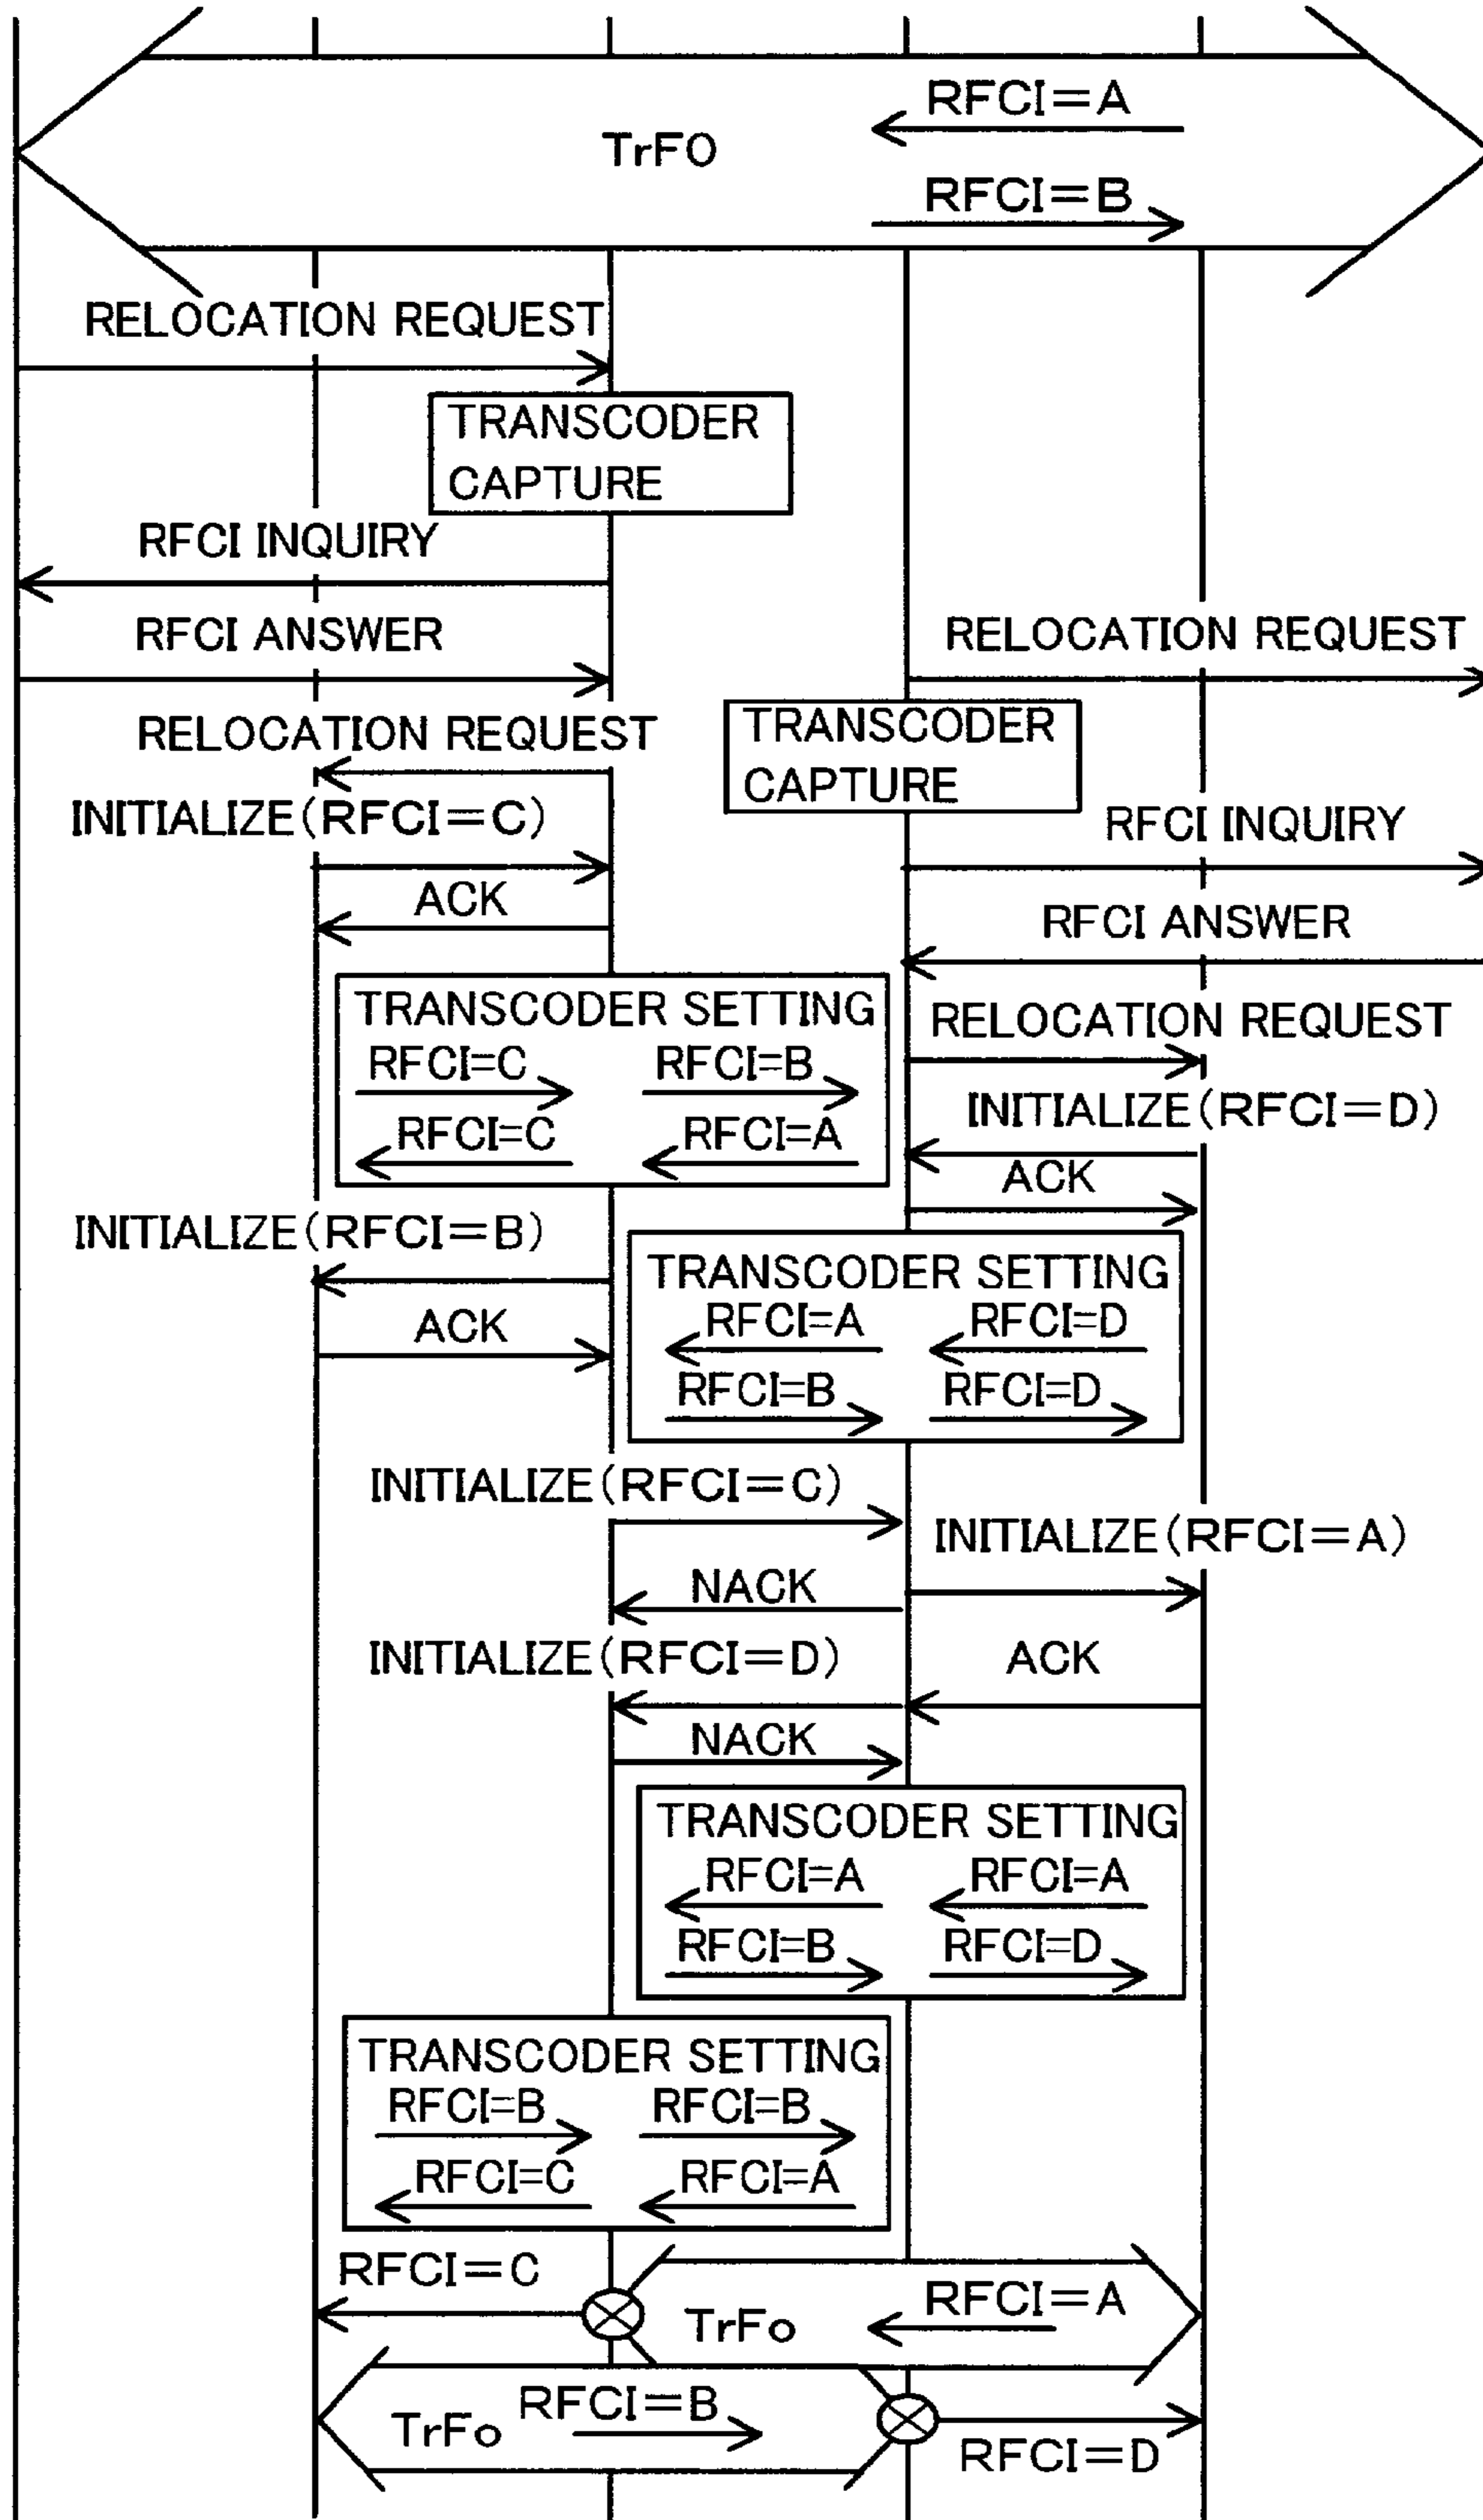 RFCI=A
TrFO
RFCI=B
RELOCATION REQUEST
TRANSCODER
CAPTURE
RFCI INQUIRY
RFCI ANSWER
RELOCATION REQUEST
RELOCATION REQUEST
TRANSCODER
CAPTURE
INITIALIZE(RFCI=C)
RFCI INQUIRY
ACK
RFCI ANSWER
TRANSCODER SETTING
RFCI=C RFCI=B
RFCI=C RFCI=A
RELOCATION REQUEST
INITIALIZE(RFCI=D)
ACK
INITIALIZE(RFCI=B)
ACK
TRANSCODER SETTING
RFCI=A RFCI=D
RFCI=B RFCI=D
INITIALIZE(RFCI=C)
INITIALIZE(RFCI=A)
NACK
INITIALIZE(RFCI=D)
ACK
NACK
TRANSCODER SETTING
RFCI=A RFCI=A
RFCI=B RFCI=D
TRANSCODER SETTING
RFCI=B RFCI=B
RFCI=C RFCI=A
RFCI=C
RFCI=A
TrFo
RFCI=B
TrFo
RFCI=D